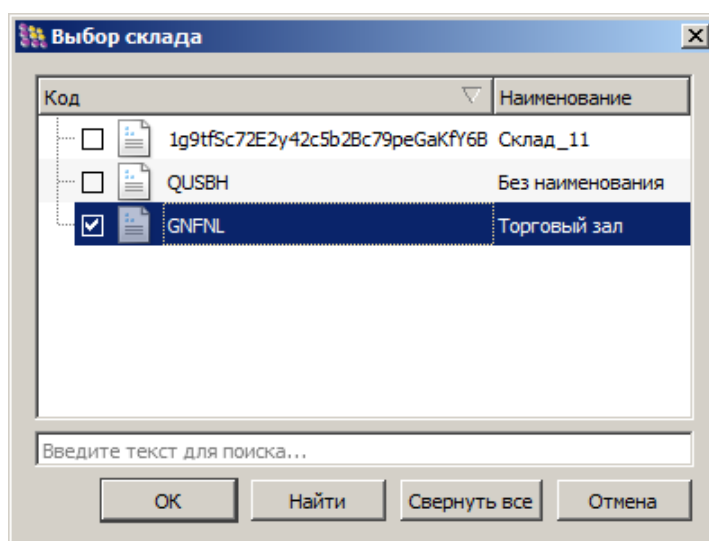 Выбор склада
Код Наименование
1g9tfSc72E2y42c5b2Bc79peGaKfY6B Склад_11
QUSBH Без наименования
GNFNL Торговый зал
Введите текст для поиска...
ОК Найти Свернуть все Отмена